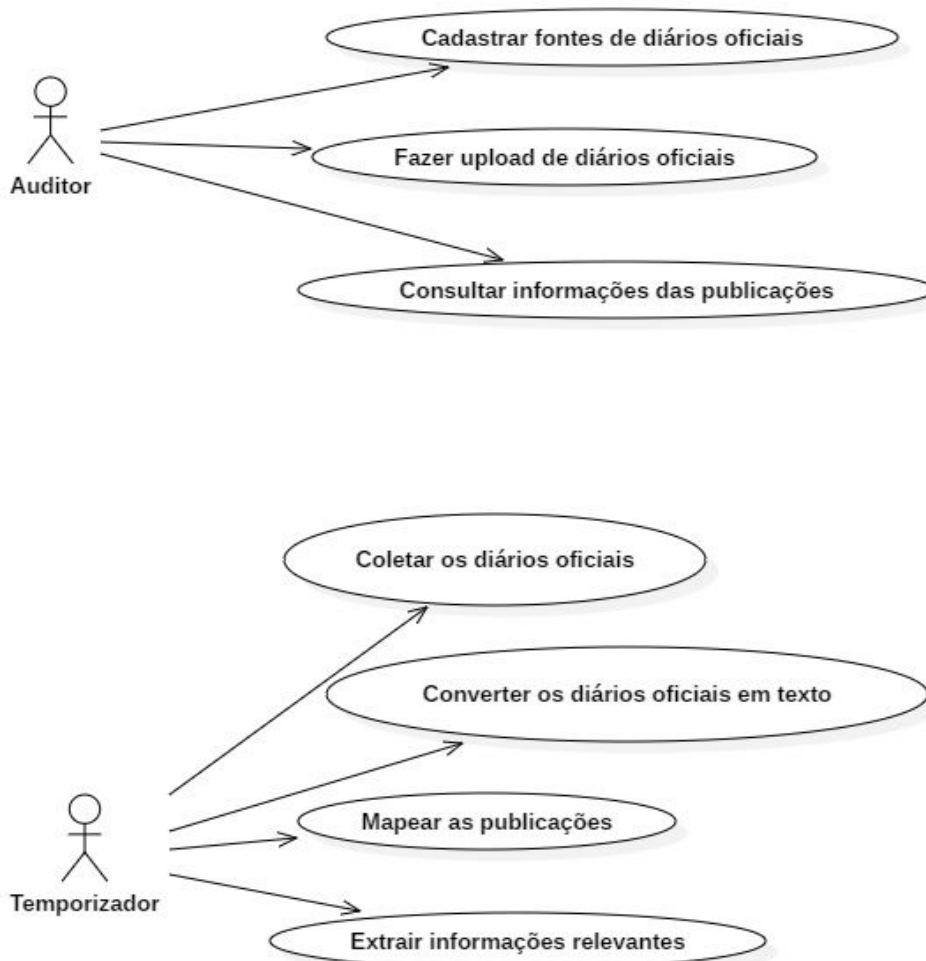 Cadastrar fontes de diários oficiais
Auditor
Fazer upload de diários oficiais
Consultar informações das publicações
Coletar os diários oficiais
Converter os diários oficiais em texto
Mapear as publicações
Temporizador
Extrair informações relevantes